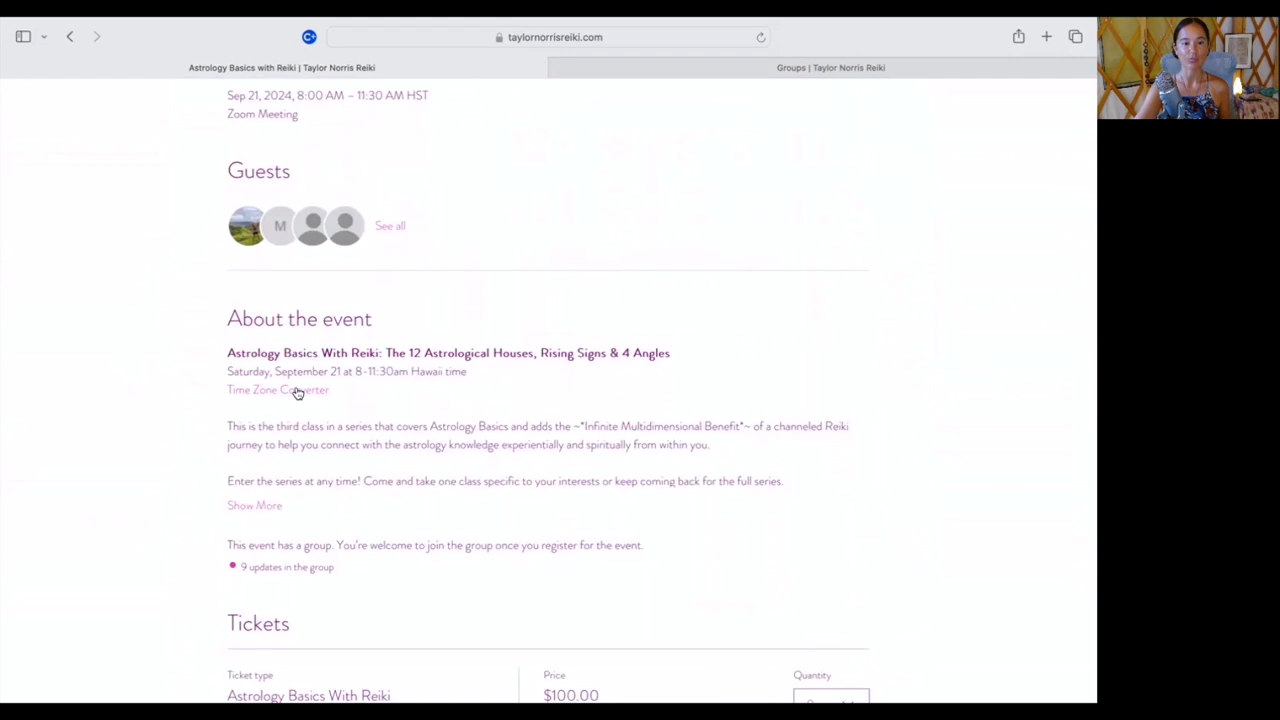 taylornorrisreiki.com
Astrology Basics with Reiki | Taylor Norris Reiki
Groups | Taylor Norris Reiki
Sep 21, 2024, 8:00 AM – 11:30 AM HST
Zoom Meeting
Guests
M
See all
About the event
Astrology Basics With Reiki: The 12 Astrological Houses, Rising Signs & 4 Angles
Saturday, September 21 at 8-11:30am Hawaii time
Time Zone Converter
This is the third class in a series that covers Astrology Basics and adds the ~*Infinite Multidimensional Benefit*~ of a channeled Reiki
journey to help you connect with the astrology knowledge experientially and spiritually from within you.
Enter the series at any time! Come and take one class specific to your interests or keep coming back for the full series.
Show More
This event has a group. You're welcome to join the group once you register for the event.
9 updates in the group
Tickets
Ticket type
Price
Quantity
Astrology Basics With Reiki
$100.00